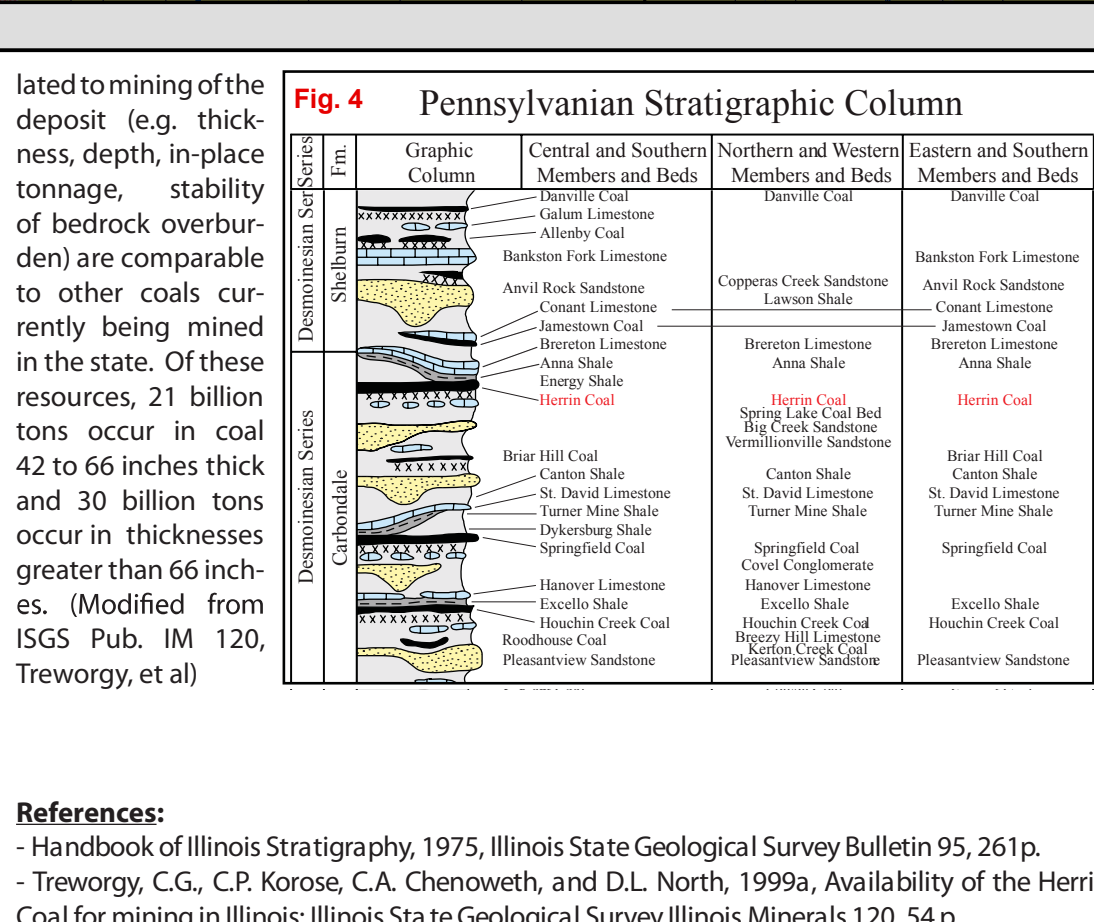 lated to mining of the
deposit (e.g. thick-
ness, depth, in-place
tonnage, stability
of bedrock overbur-
den) are comparable
to other coals cur-
rently being mined
in the state. Of these
resources, 21 billion
tons occur in coal
42 to 66 inches thick
and 30 billion tons
occur in thicknesses
greater than 66 inch-
es. (Modified from
ISGS Pub. IM 120,
Treworgy, et al)
Fig. 4
Pennsylvanian Stratigraphic Column
Series
Fm.
Graphic
Column
Central and Southern
Members and Beds
Northern and Western
Members and Beds
Eastern and Southern
Members and Beds
Desmoinesian Ser
Shelburn
Desmoinesian Series
Carbondale
Danville Coal
Galum Limestone
Allenby Coal
Bankston Fork Limestone
Anvil Rock Sandstone
Conant Limestone
Jamestown Coal
Brereton Limestone
Anna Shale
Energy Shale
Herrin Coal
Briar Hill Coal
Canton Shale
St. David Limestone
Turner Mine Shale
Dykersburg Shale
Springfield Coal
Hanover Limestone
Excello Shale
Houchin Creek Coal
Roodhouse Coal
Pleasantview Sandstone
Danville Coal
Copperas Creek Sandstone
Lawson Shale
Brereton Limestone
Anna Shale
Herrin Coal
Spring Lake Coal Bed
Big Creek Sandstone
Vermillionville Sandstone
Canton Shale
St. David Limestone
Turner Mine Shale
Springfield Coal
Covel Conglomerate
Hanover Limestone
Excello Shale
Houchin Creek Coal
Breezy Hill Limestone
Kerton Creek Coal
Pleasantview Sandstone
Danville Coal
Bankston Fork Limestone
Anvil Rock Sandstone
Conant Limestone
Jamestown Coal
Brereton Limestone
Anna Shale
Herrin Coal
Briar Hill Coal
Canton Shale
St. David Limestone
Turner Mine Shale
Springfield Coal
Excello Shale
Houchin Creek Coal
Pleasantview Sandstone
References:
- Handbook of Illinois Stratigraphy, 1975, Illinois State Geological Survey Bulletin 95, 261p.
- Treworgy, C.G., C.P. Korose, C.A. Chenoweth, and D.L. North, 1999a, Availability of the Herri
Coal for mining in Illinois: Illinois State Geological Survey Illinois Minerals 120, 54 p.